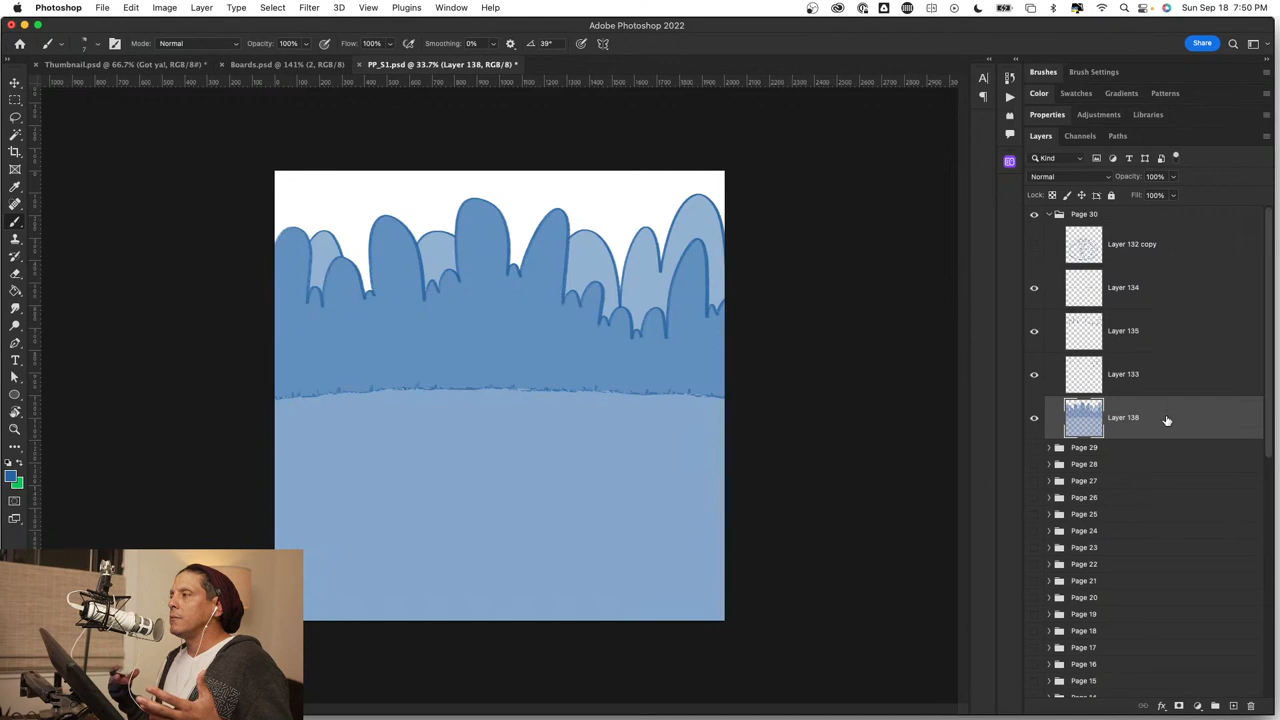 Photoshop File Edit Image Layer Type Select Filter 3D View Plugins Window Help Sun Sep 18 7:50 PM
Adobe Photoshop 2022
Mode: Normal Opacity: 100% Flow: 100% Smoothing: 0% 39° Share
Thumbnail.psd @ 66.7% (Got ya!, RGB/8#) * Boards.psd @ 141% (2, RGB/8) PP_S1.psd @ 33.7% (Layer 138, RGB/8) *
Brushes Brush Settings
Color Swatches Gradients Patterns
Properties Adjustments Libraries
Layers Channels Paths
Kind
Normal Opacity: 100%
Lock: Fill: 100%
Page 30
Layer 132 copy
Layer 134
Layer 135
Layer 133
Layer 138
Page 29
Page 28
Page 27
Page 26
Page 25
Page 24
Page 23
Page 22
Page 21
Page 20
Page 19
Page 18
Page 17
Page 16
Page 15